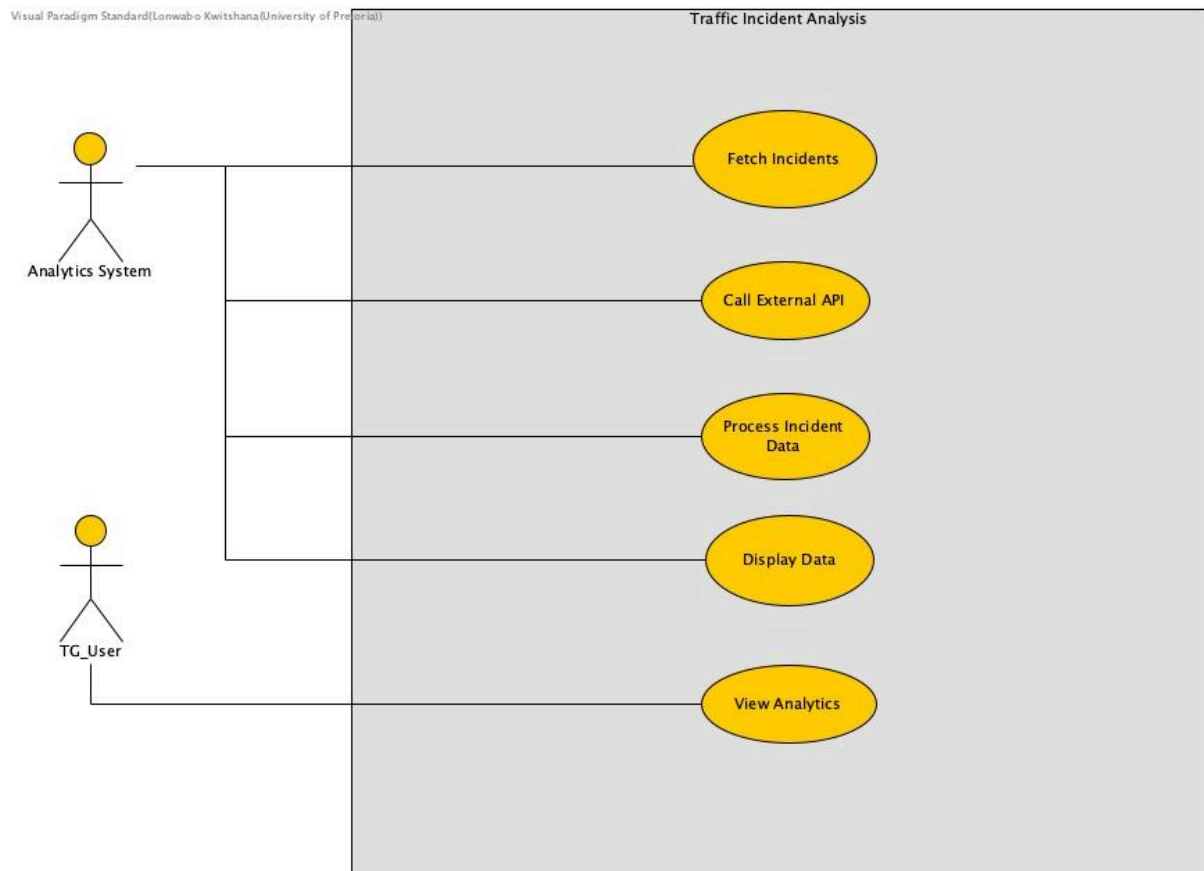 Visual Paradigm Standard(Lonwabo Kwitshana(University of Pretoria))
Traffic Incident Analysis
Fetch Incidents
Analytics System
Call External API
Process Incident
Data
Display Data
TG_User
View Analytics